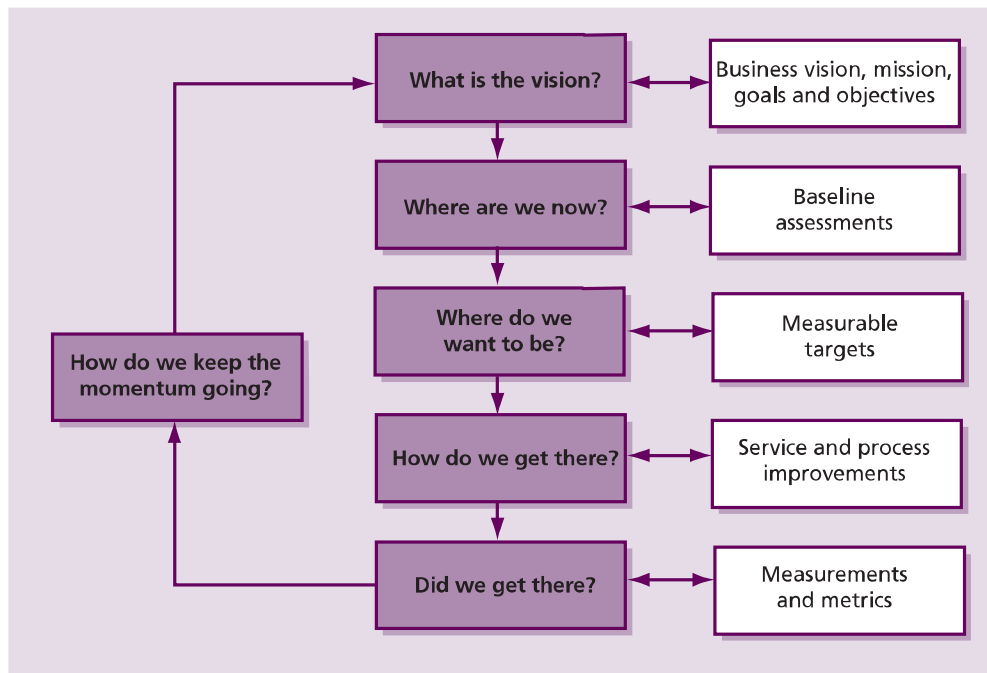 What is the vision?
Business vision, mission,
goals and objectives
Where are we now?
Baseline
assessments
Where do we
want to be?
Measurable
targets
How do we keep the
momentum going?
How do we get there?
Service and process
improvements
Did we get there?
Measurements
and metrics